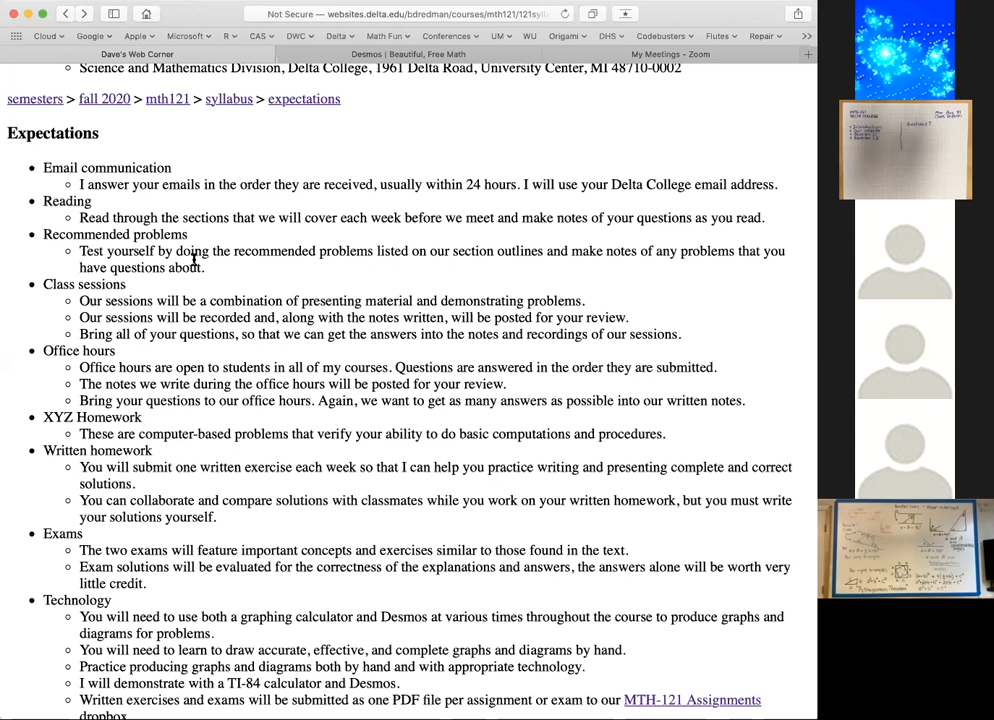 Not Secure — websites.delta.edu/bdredman/courses/mth121/121syll
Cloud Google Apple Microsoft R CAS DWC Delta Math Fun Conferences UM WU Origami DHS Codebusters Flutes Repair >>
Dave's Web Corner
Desmos | Beautiful, Free Math
My Meetings - Zoom
Science and Mathematics Division, Delta College, 1961 Delta Road, University Center, MI 48710-0002
semesters > fall 2020 > mth121 > syllabus > expectations
Expectations
Email communication
I answer your emails in the order they are received, usually within 24 hours. I will use your Delta College email address.
Reading
Read through the sections that we will cover each week before we meet and make notes of your questions as you read.
Recommended problems
Test yourself by doing the recommended problems listed on our section outlines and make notes of any problems that you
have questions about.
Class sessions
Our sessions will be a combination of presenting material and demonstrating problems.
Our sessions will be recorded and, along with the notes written, will be posted for your review.
Bring all of your questions, so that we can get the answers into the notes and recordings of our sessions.
Office hours
Office hours are open to students in all of my courses. Questions are answered in the order they are submitted.
The notes we write during the office hours will be posted for your review.
Bring your questions to our office hours. Again, we want to get as many answers as possible into our written notes.
XYZ Homework
These are computer-based problems that verify your ability to do basic computations and procedures.
Written homework
You will submit one written exercise each week so that I can help you practice writing and presenting complete and correct
solutions.
You can collaborate and compare solutions with classmates while you work on your written homework, but you must write
your solutions yourself.
Exams
The two exams will feature important concepts and exercises similar to those found in the text.
Exam solutions will be evaluated for the correctness of the explanations and answers, the answers alone will be worth very
little credit.
Technology
You will need to use both a graphing calculator and Desmos at various times throughout the course to produce graphs and
diagrams for problems.
You will need to learn to draw accurate, effective, and complete graphs and diagrams by hand.
Practice producing graphs and diagrams both by hand and with appropriate technology.
I will demonstrate with a TI-84 calculator and Desmos.
Written exercises and exams will be submitted as one PDF file per assignment or exam to our MTH-121 Assignments
dropbox
MTH-121
DELTA COLLEGE
Questions?
Pythagorean Theorem